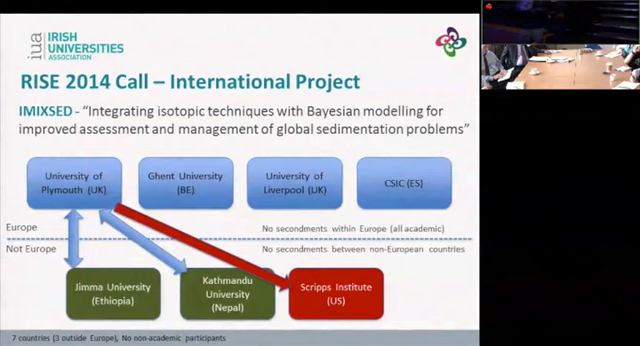 iua
IRISH
UNIVERSITIES
ASSOCIATION
RISE 2014 Call – International Project
IMIXSED - “Integrating isotopic techniques with Bayesian modelling for
improved assessment and management of global sedimentation problems”
University of
Plymouth (UK)
Ghent University
(BE)
University of
Liverpool (UK)
CSIC (ES)
Europe
No secondments within Europe (all academic)
Not Europe
No secondments between non-European countries
Jimma University
(Ethiopia)
Kathmandu
University
(Nepal)
Scripps Institute
(US)
7 countries (3 outside Europe), No non-academic participants